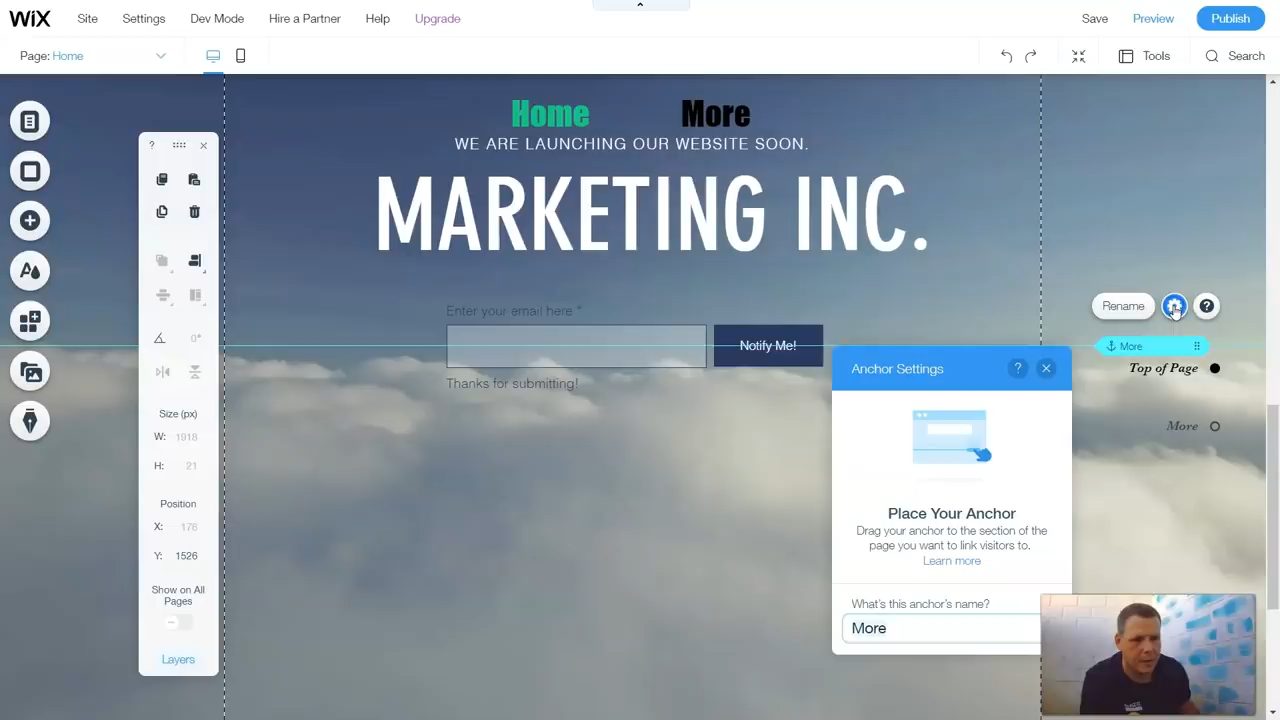 WiX Site Settings Dev Mode Hire a Partner Help Upgrade Save Preview Publish
Page: Home Tools Search
Home More
WE ARE LAUNCHING OUR WEBSITE SOON.
MARKETING INC.
Enter your email here *
Notify Me!
Thanks for submitting!
? 
0°
Size (px)
W: 1918
H: 21
Position
X: 176
Y: 1526
Show on All
Pages
Layers
Rename ?
More
Top of Page
More
Anchor Settings ?
Place Your Anchor
Drag your anchor to the section of the
page you want to link visitors to.
Learn more
What's this anchor's name?
More